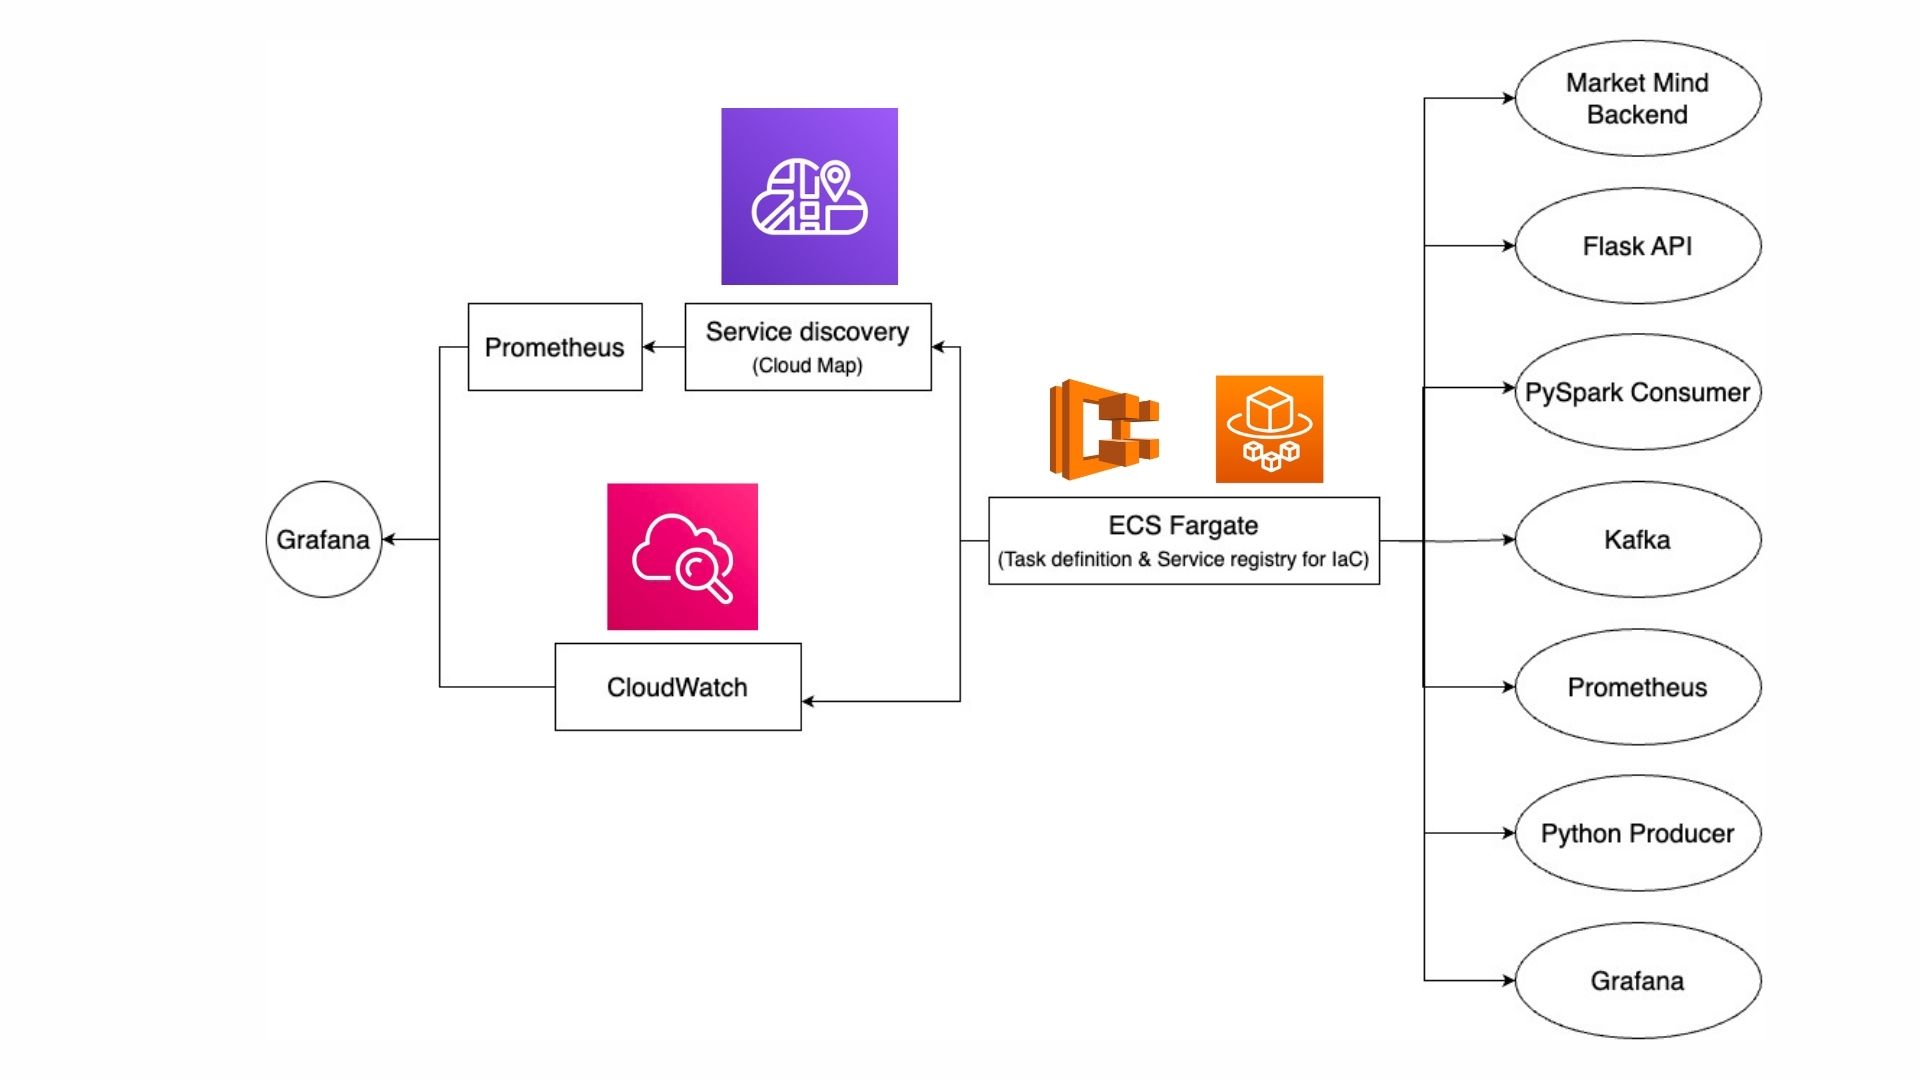 Market Mind
Backend
Flask API
Service discovery
(Cloud Map)
Prometheus
PySpark Consumer
ECS Fargate
(Task definition & Service registry for IaC)
Grafana
Kafka
CloudWatch
Prometheus
Python Producer
Grafana